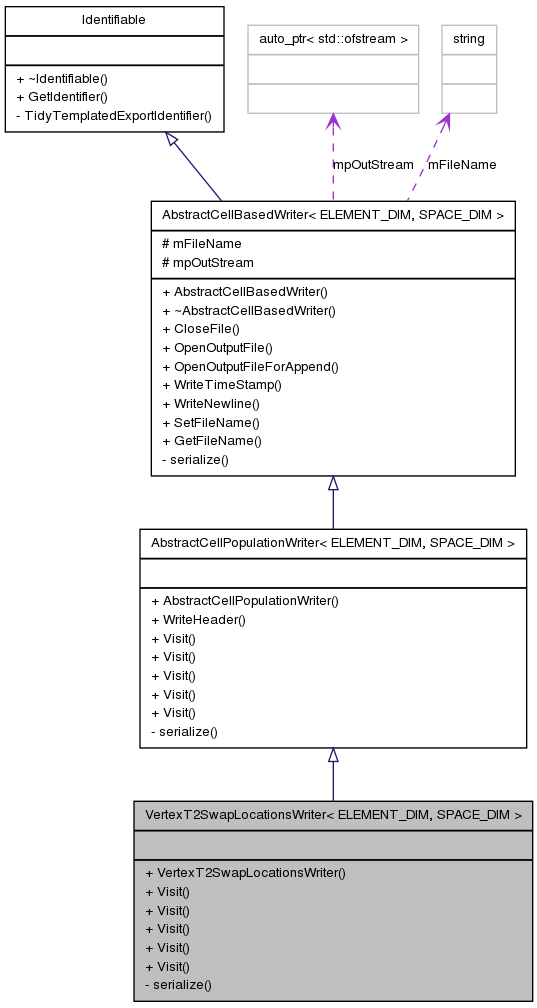 Identifiable
+ ~Identifiable()
+ GetIdentifier()
- TidyTemplatedExportIdentifier()
auto_ptr< std::ofstream >
string
mpOutStream
mFileName
AbstractCellBasedWriter< ELEMENT_DIM, SPACE_DIM >
# mFileName
# mpOutStream
+ AbstractCellBasedWriter()
+ ~AbstractCellBasedWriter()
+ CloseFile()
+ OpenOutputFile()
+ OpenOutputFileForAppend()
+ WriteTimeStamp()
+ WriteNewline()
+ SetFileName()
+ GetFileName()
- serialize()
AbstractCellPopulationWriter< ELEMENT_DIM, SPACE_DIM >
+ AbstractCellPopulationWriter()
+ WriteHeader()
+ Visit()
+ Visit()
+ Visit()
+ Visit()
+ Visit()
- serialize()
VertexT2SwapLocationsWriter< ELEMENT_DIM, SPACE_DIM >
+ VertexT2SwapLocationsWriter()
+ Visit()
+ Visit()
+ Visit()
+ Visit()
+ Visit()
- serialize()